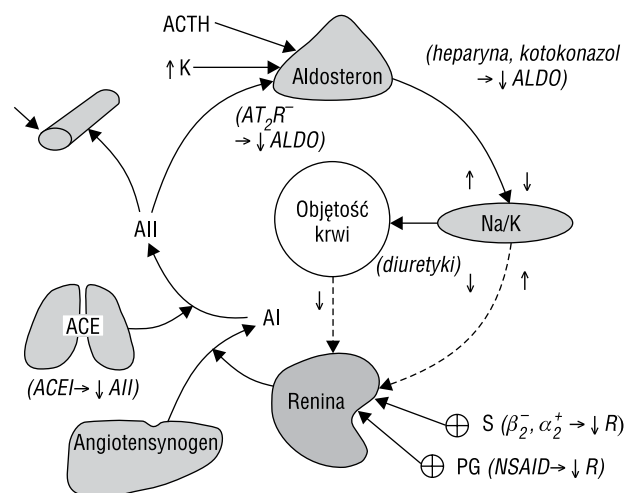 ACTH
↑ K
Aldosteron
(heparyna, kotokonazol
→ ↓ ALDO)
(AT₂R⁻
→ ↓ ALDO)
↑ ↓
Objętość
krwi
Na/K
AII
(diuretyki)
↓ ↑
↓
ACE
AI
(ACEI→ ↓ AII)
Renina
Angiotensynogen
⊕ S (β₂⁻, α₂⁺ → ↓ R)
⊕ PG (NSAID→ ↓ R)